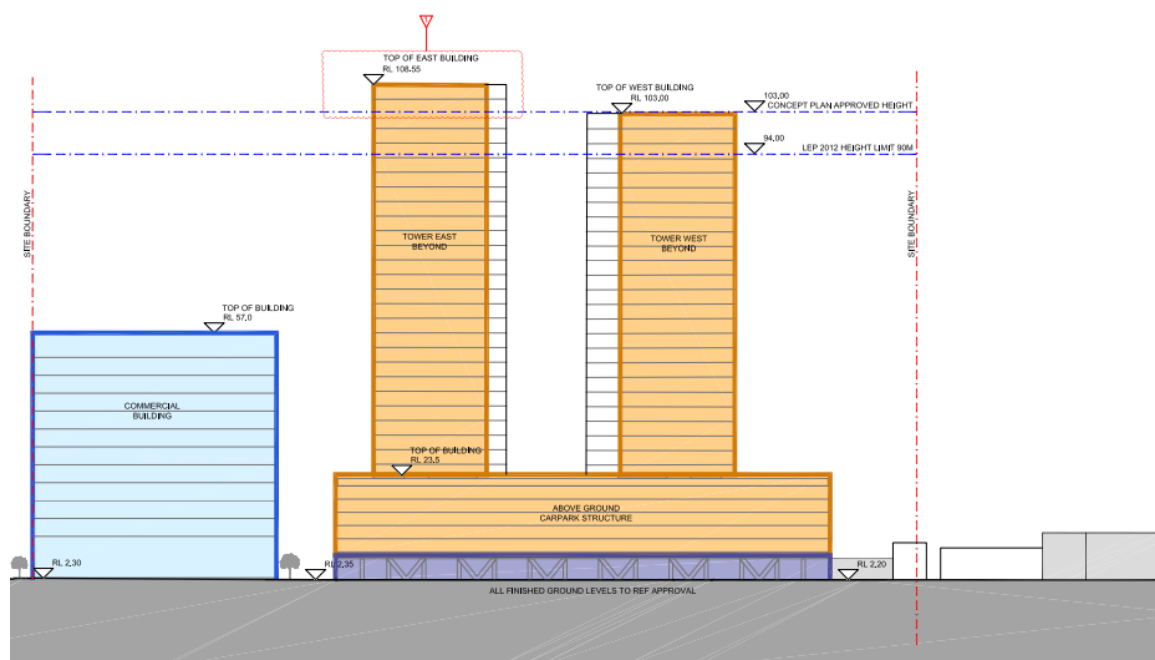 1
TOP OF EAST BUILDING
RL 108.55
TOP OF WEST BUILDING
RL 103.00
103.00
CONCEPT PLAN APPROVED HEIGHT
94.00
LEP 2012 HEIGHT LIMIT 90M
SITE BOUNDARY
SITE BOUNDARY
TOWER EAST
BEYOND
TOWER WEST
BEYOND
TOP OF BUILDING
RL 57.0
COMMERCIAL
BUILDING
TOP OF BUILDING
RL 23.5
ABOVE GROUND
CARPARK STRUCTURE
RL 2.30
RL 2.35
RL 2.20
ALL FINISHED GROUND LEVELS TO REF APPROVAL